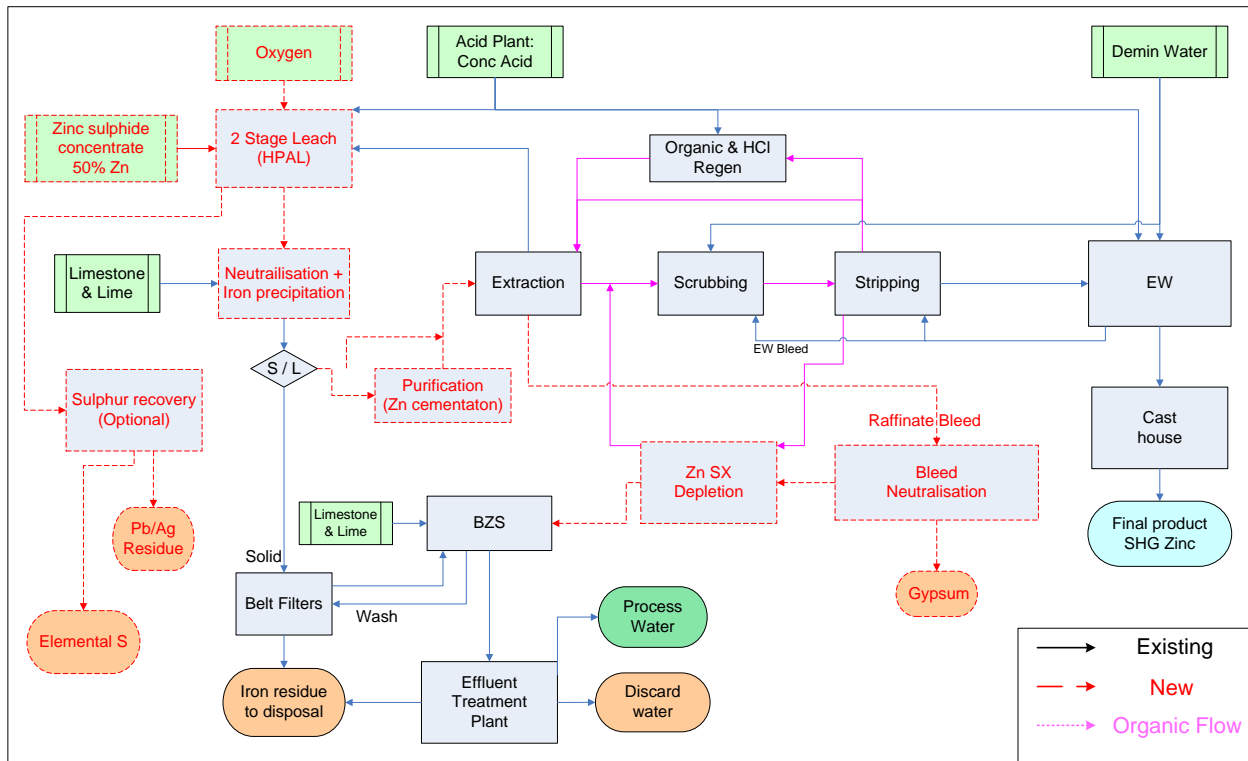 Oxygen
Acid Plant:
Conc Acid
Demin Water
Zinc sulphide
concentrate
50% Zn
2 Stage Leach
(HPAL)
Organic & HCl
Regen
Limestone
& Lime
Neutrailisation +
Iron precipitation
Extraction
Scrubbing
Stripping
EW
EW Bleed
S / L
Purification
(Zn cementaton)
Sulphur recovery
(Optional)
Raffinate Bleed
Cast
house
Zn SX
Depletion
Bleed
Neutralisation
Limestone
& Lime
BZS
Pb/Ag
Residue
Final product
SHG Zinc
Solid
Belt Filters
Wash
Gypsum
Process
Water
Elemental S
Iron residue
to disposal
Effluent
Treatment
Plant
Discard
water
Existing
New
Organic Flow